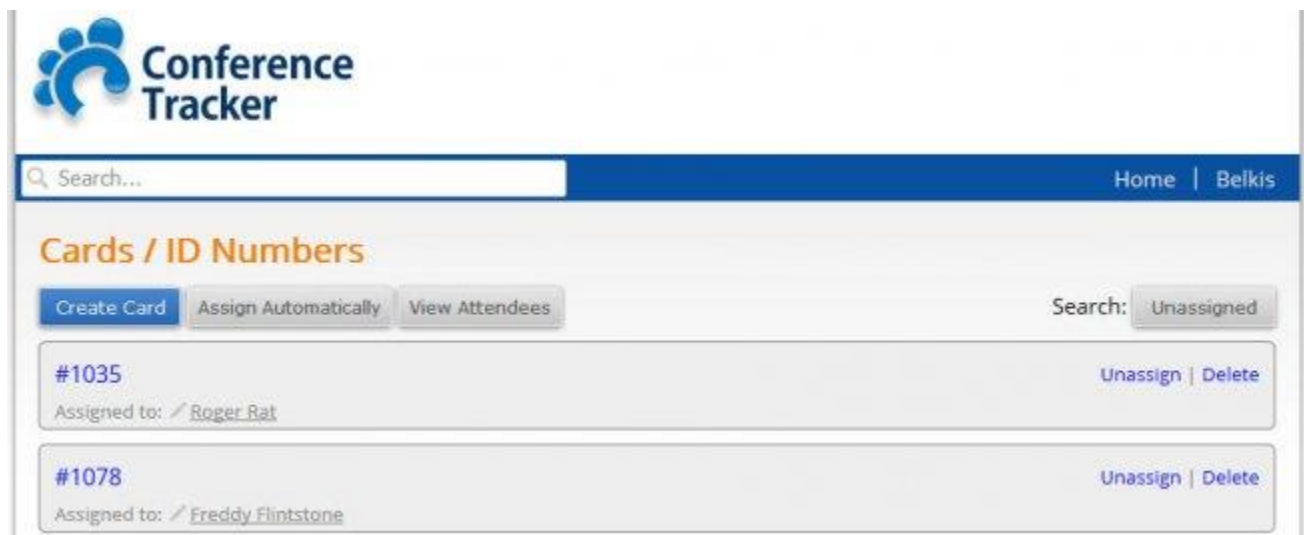 Conference
Tracker
Search...
Home | Belkis
Cards / ID Numbers
Create Card Assign Automatically View Attendees Search: Unassigned
#1035 Unassign | Delete
Assigned to: Roger Rat
#1078 Unassign | Delete
Assigned to: Freddy Flintstone